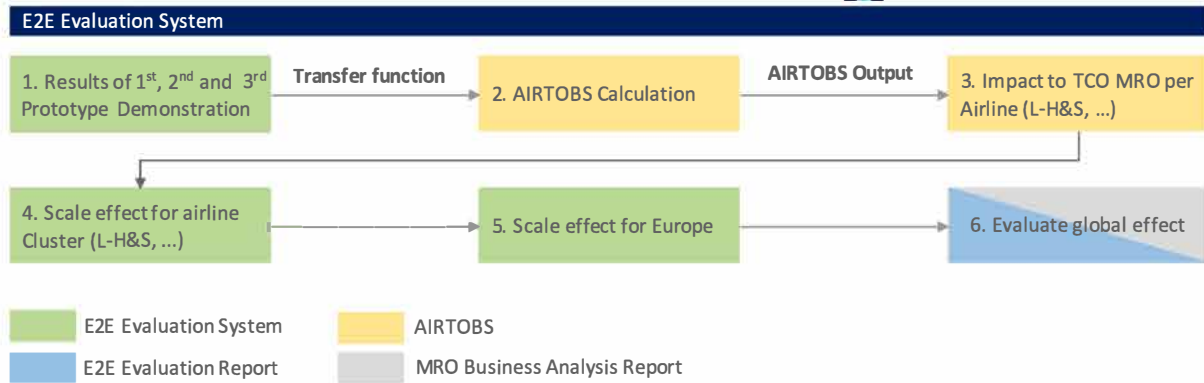 E2E Evaluation System
1. Results of 1st, 2nd and 3rd
Prototype Demonstration
Transfer function
2. AIRTOBS Calculation
AIRTOBS Output
3. Impact to TCO MRO per
Airline (L-H&S, ...)
4. Scale effect for airline
Cluster (L-H&S, ...)
5. Scale effect for Europe
6. Evaluate global effect
E2E Evaluation System
AIRTOBS
E2E Evaluation Report
MRO Business Analysis Report